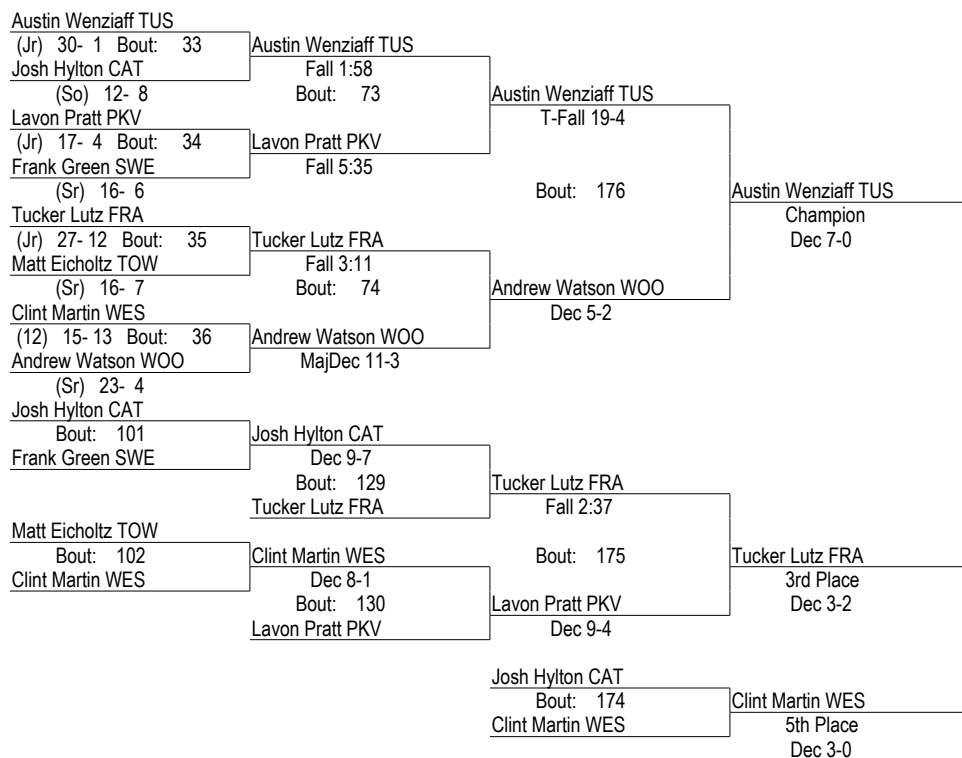 Austin Wenziaff TUS
(Jr) 30- 1 Bout: 33 Austin Wenziaff TUS
Josh Hylton CAT Fall 1:58
(So) 12- 8 Bout: 73 Austin Wenziaff TUS
Lavon Pratt PKV T-Fall 19-4
(Jr) 17- 4 Bout: 34 Lavon Pratt PKV
Frank Green SWE Fall 5:35
(Sr) 16- 6 Bout: 176 Austin Wenziaff TUS
Tucker Lutz FRA Champion
(Jr) 27- 12 Bout: 35 Tucker Lutz FRA Dec 7-0
Matt Eicholtz TOW Fall 3:11
(Sr) 16- 7 Bout: 74 Andrew Watson WOO
Clint Martin WES Dec 5-2
(12) 15- 13 Bout: 36 Andrew Watson WOO
Andrew Watson WOO MajDec 11-3
(Sr) 23- 4
Josh Hylton CAT
Bout: 101 Josh Hylton CAT
Frank Green SWE Dec 9-7
Bout: 129 Tucker Lutz FRA
Tucker Lutz FRA Fall 2:37
Matt Eicholtz TOW
Bout: 102 Clint Martin WES Bout: 175 Tucker Lutz FRA
Clint Martin WES Dec 8-1 3rd Place
Bout: 130 Lavon Pratt PKV Dec 3-2
Lavon Pratt PKV Dec 9-4
Josh Hylton CAT
Bout: 174 Clint Martin WES
Clint Martin WES 5th Place
Dec 3-0